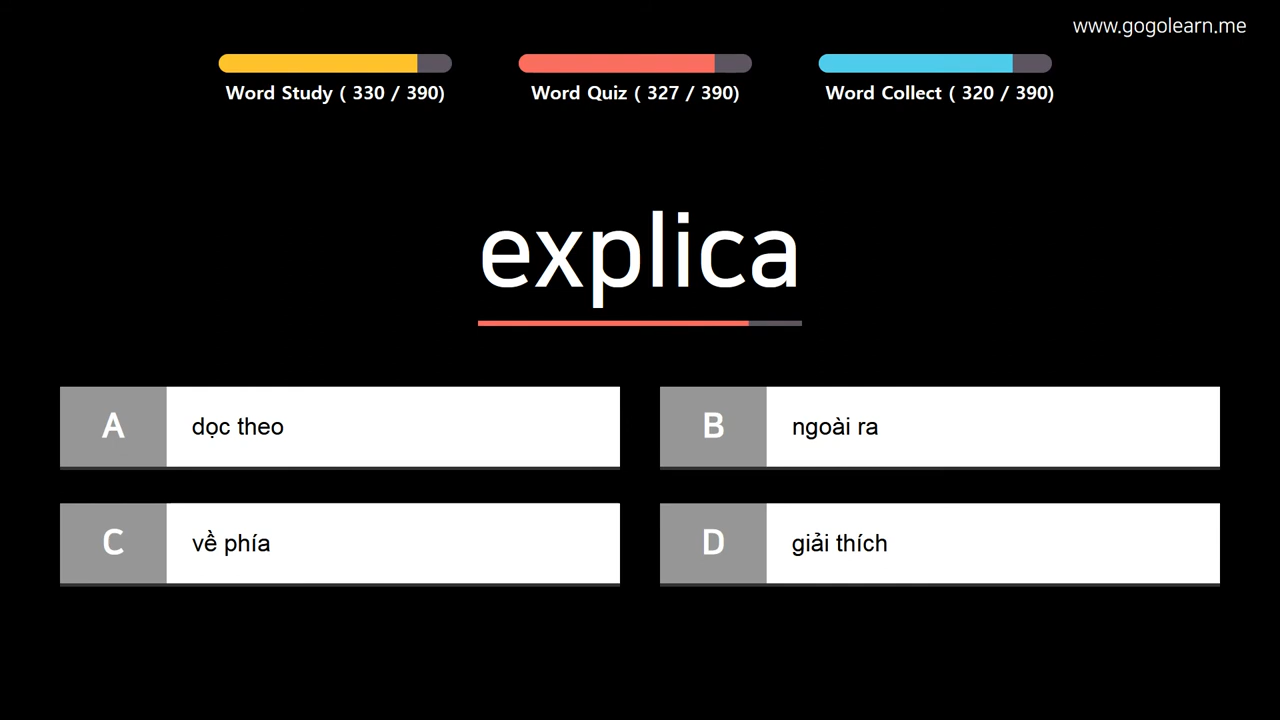 www.gogolearn.me
Word Study ( 330 / 390)
Word Quiz ( 327 / 390)
Word Collect ( 320 / 390)
explica
A dọc theo
B ngoài ra
C về phía
D giải thích